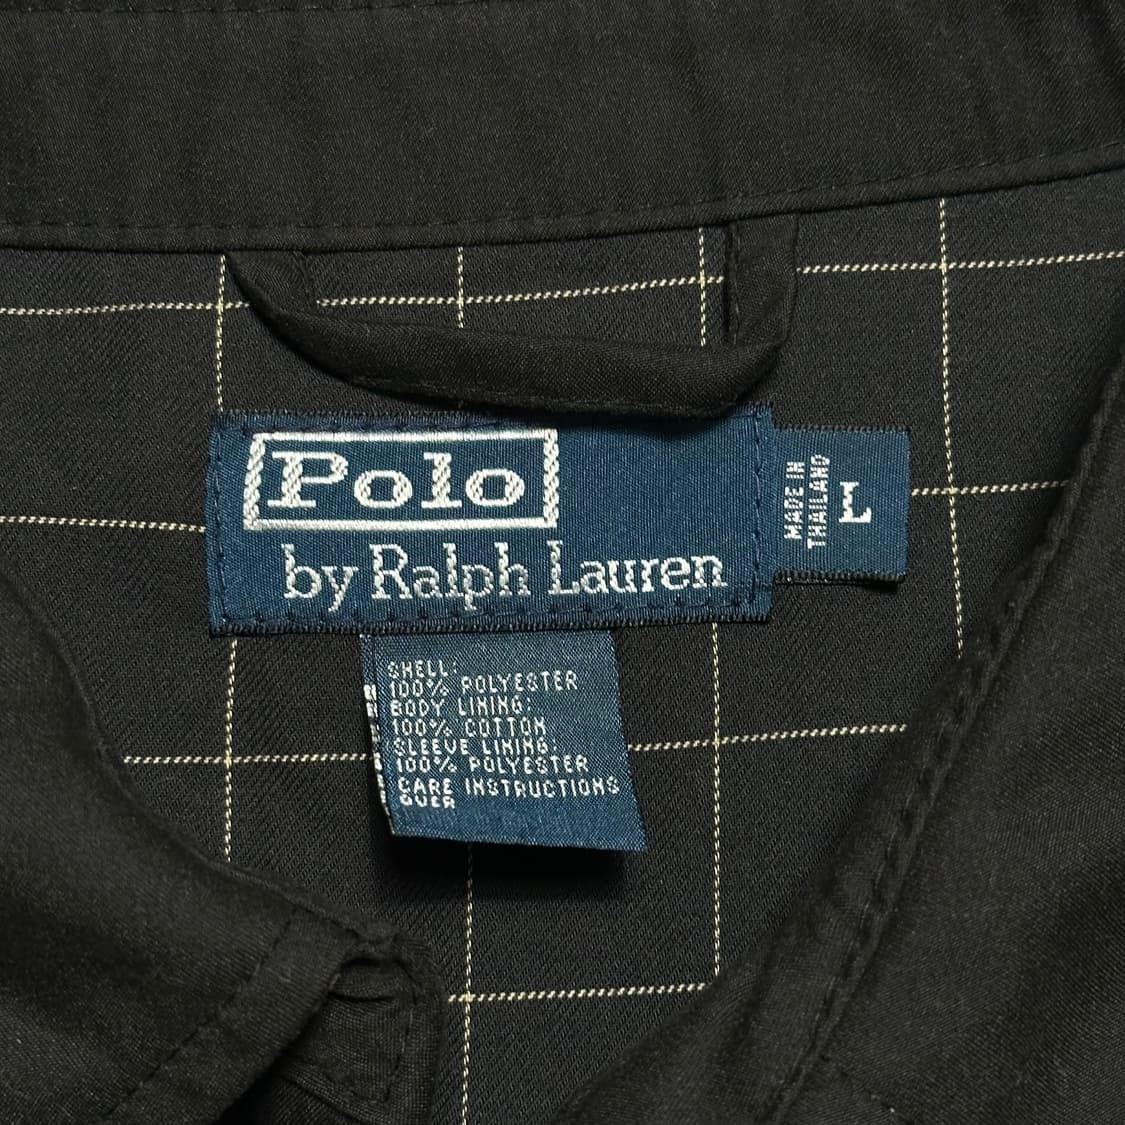 Polo
by Ralph Lauren
MADE IN
THAILAND
L
SHELL:
100% POLYESTER
BODY LINING:
100% COTTON
SLEEVE LINING:
100% POLYESTER
CARE INSTRUCTIONS
OVER